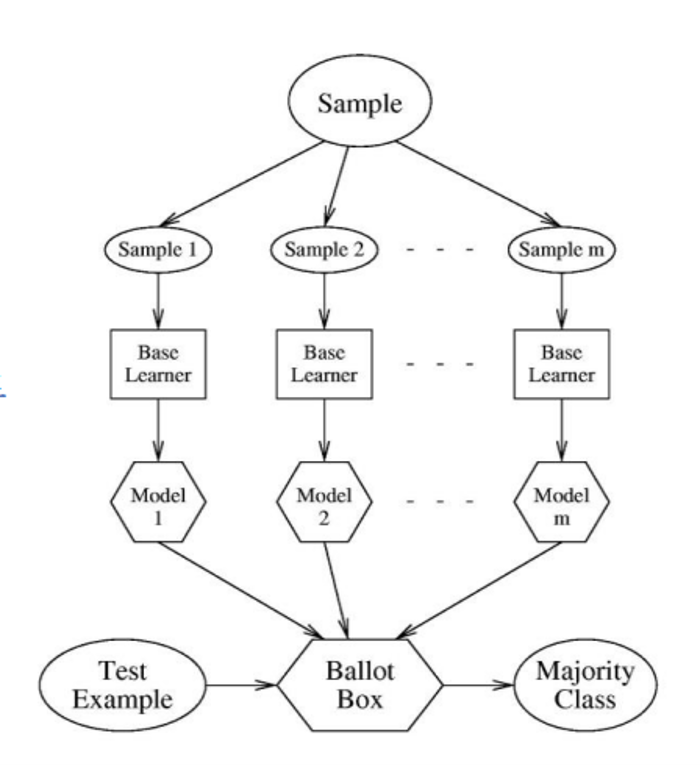 Sample
Sample 1
Sample 2
- - -
Sample m
Base
Learner
Base
Learner
- - -
Base
Learner
Model
1
Model
2
- - -
Model
m
Test
Example
Ballot
Box
Majority
Class